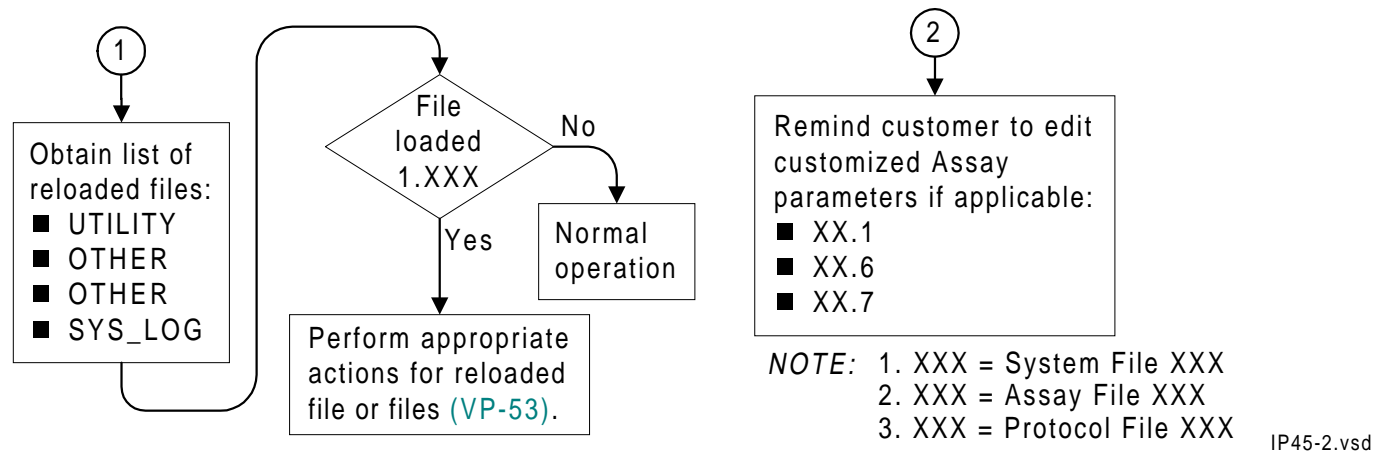 1
Obtain list of
reloaded files:
■ UTILITY
■ OTHER
■ OTHER
■ SYS_LOG
File
loaded
1.XXX
No
Yes
Normal
operation
Perform appropriate
actions for reloaded
file or files (VP-53).
2
Remind customer to edit
customized Assay
parameters if applicable:
■ XX.1
■ XX.6
■ XX.7
NOTE: 1. XXX = System File XXX
2. XXX = Assay File XXX
3. XXX = Protocol File XXX
IP45-2.vsd